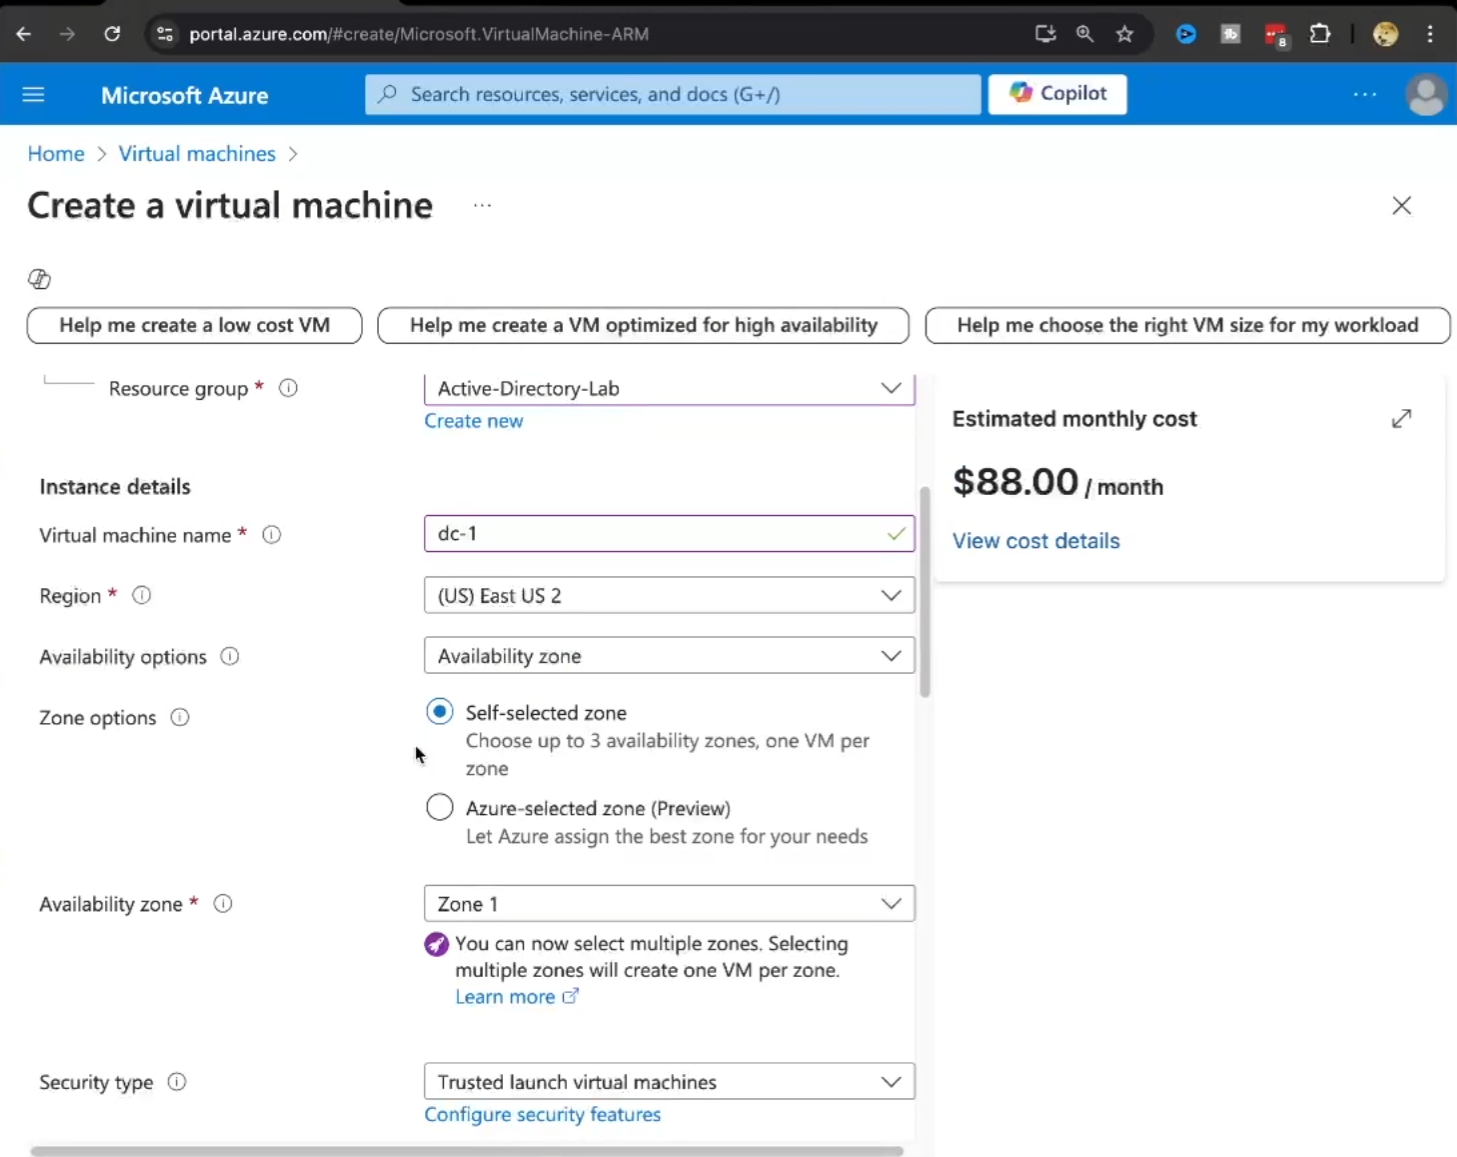 portal.azure.com/#create/Microsoft.VirtualMachine-ARM
8
Microsoft Azure
Search resources, services, and docs (G+/)
Copilot
Home > Virtual machines >
Create a virtual machine ...
Help me create a low cost VM
Help me create a VM optimized for high availability
Help me choose the right VM size for my workload
Resource group *
Active-Directory-Lab
Create new
Estimated monthly cost
$88.00 / month
View cost details
Instance details
Virtual machine name *
dc-1
Region *
(US) East US 2
Availability options
Availability zone
Zone options
Self-selected zone
Choose up to 3 availability zones, one VM per
zone
Azure-selected zone (Preview)
Let Azure assign the best zone for your needs
Availability zone *
Zone 1
You can now select multiple zones. Selecting
multiple zones will create one VM per zone.
Learn more
Security type
Trusted launch virtual machines
Configure security features